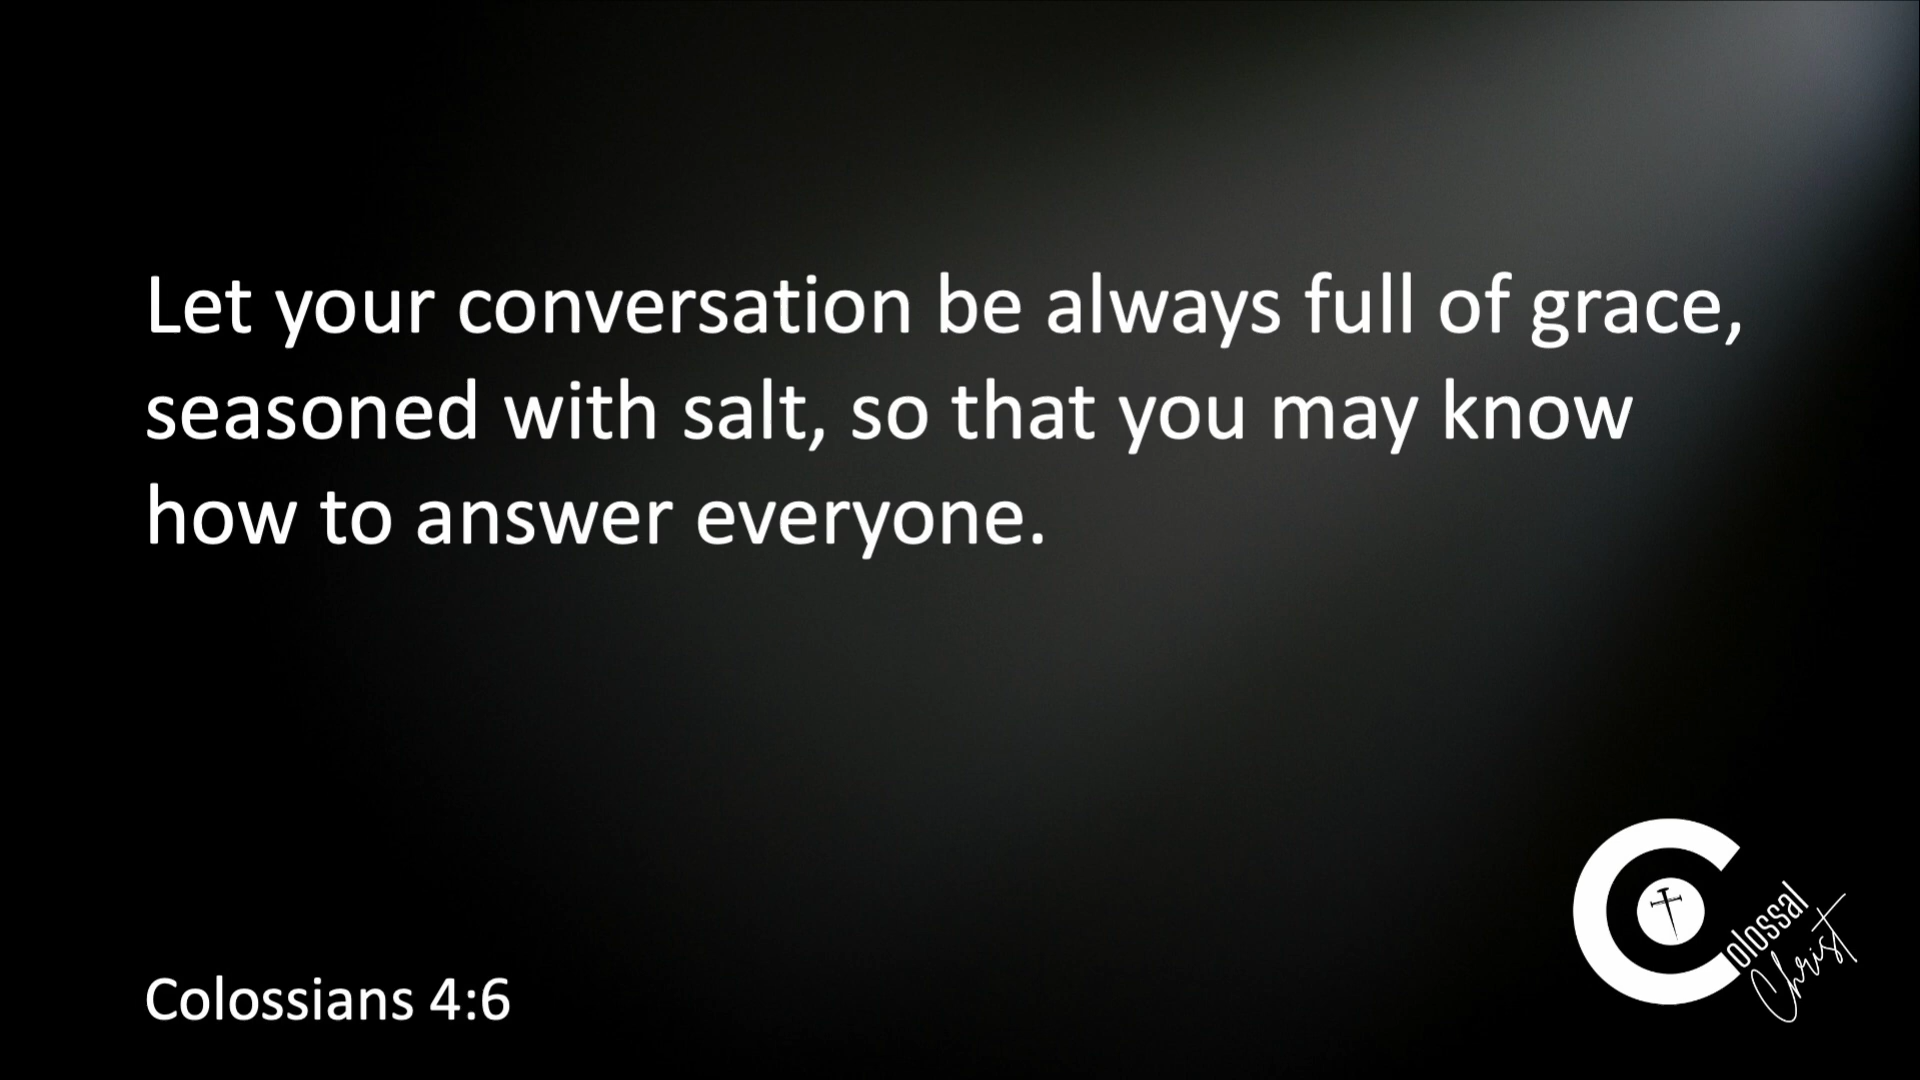 Let your conversation be always full of grace,
seasoned with salt, so that you may know
how to answer everyone.
Colossians 4:6
Colossal
Christ